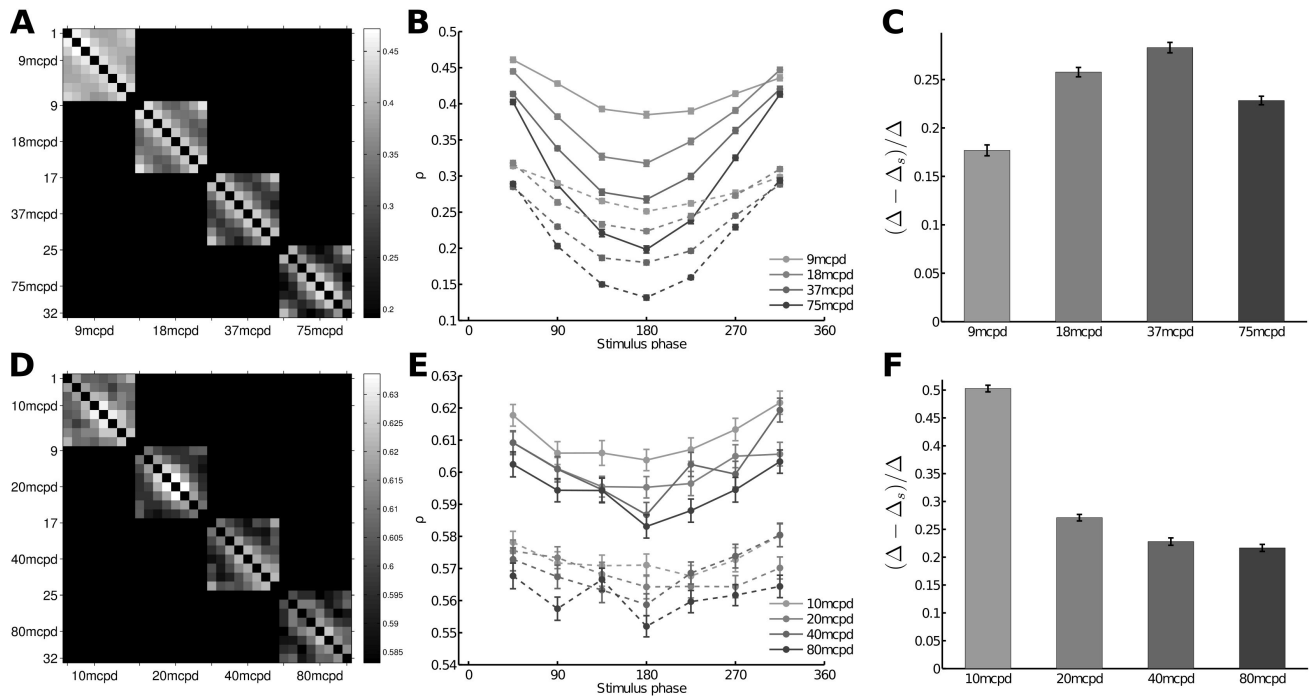 A
1
9mcpd
9
18mcpd
17
37mcpd
25
75mcpd
32
9mcpd 18mcpd 37mcpd 75mcpd
0.45
0.4
0.35
0.3
0.25
0.2
B
0.5
0.45
0.4
0.35
0.3
0.25
0.2
0.15
0.1
ρ
0 90 180 270 360
Stimulus phase
9mcpd
18mcpd
37mcpd
75mcpd
C
0.25
0.2
0.15
0.1
0.05
0
(Δ − Δs)/Δ
9mcpd 18mcpd 37mcpd 75mcpd
D
1
10mcpd
9
20mcpd
17
40mcpd
25
80mcpd
32
10mcpd 20mcpd 40mcpd 80mcpd
0.63
0.625
0.62
0.615
0.61
0.605
0.6
0.595
0.59
0.585
E
0.63
0.62
0.61
0.6
0.59
0.58
0.57
0.56
0.55
0.54
ρ
0 90 180 270 360
Stimulus phase
10mcpd
20mcpd
40mcpd
80mcpd
F
0.5
0.45
0.4
0.35
0.3
0.25
0.2
0.15
0.1
0.05
0
(Δ − Δs)/Δ
10mcpd 20mcpd 40mcpd 80mcpd